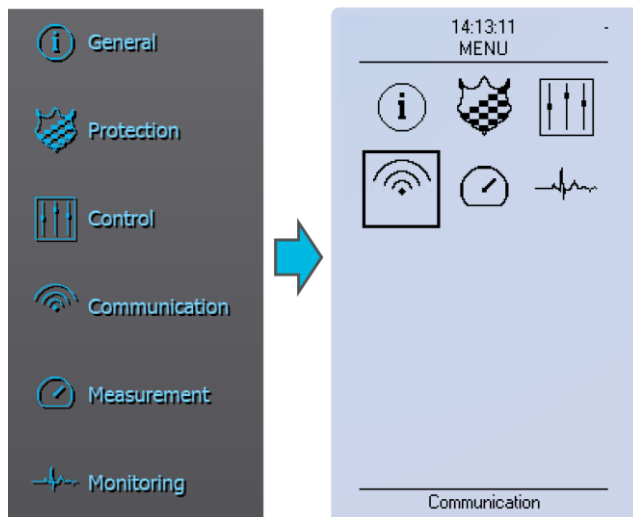 General
Protection
Control
Communication
Measurement
Monitoring
14:13:11 -
MENU
Communication